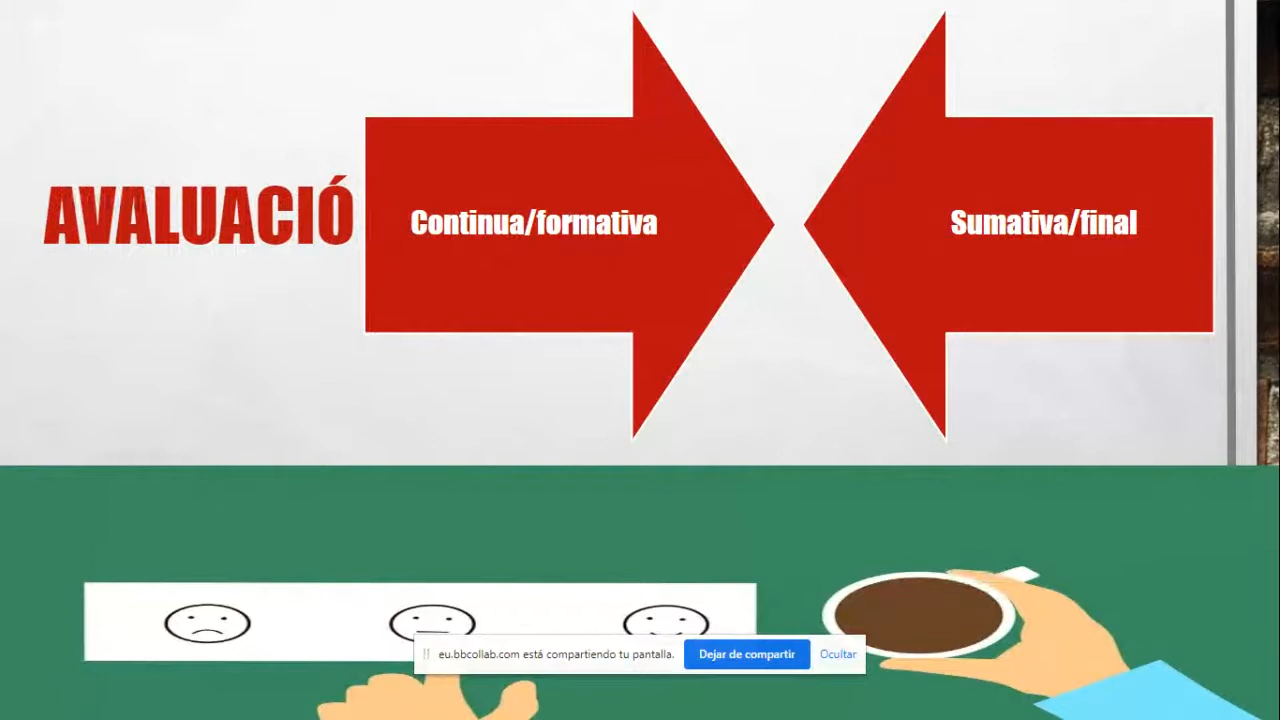 AVALUACIÓ
Continua/formativa
Sumativa/final
eu.bbcollab.com está compartiendo tu pantalla.
Dejar de compartir
Ocultar